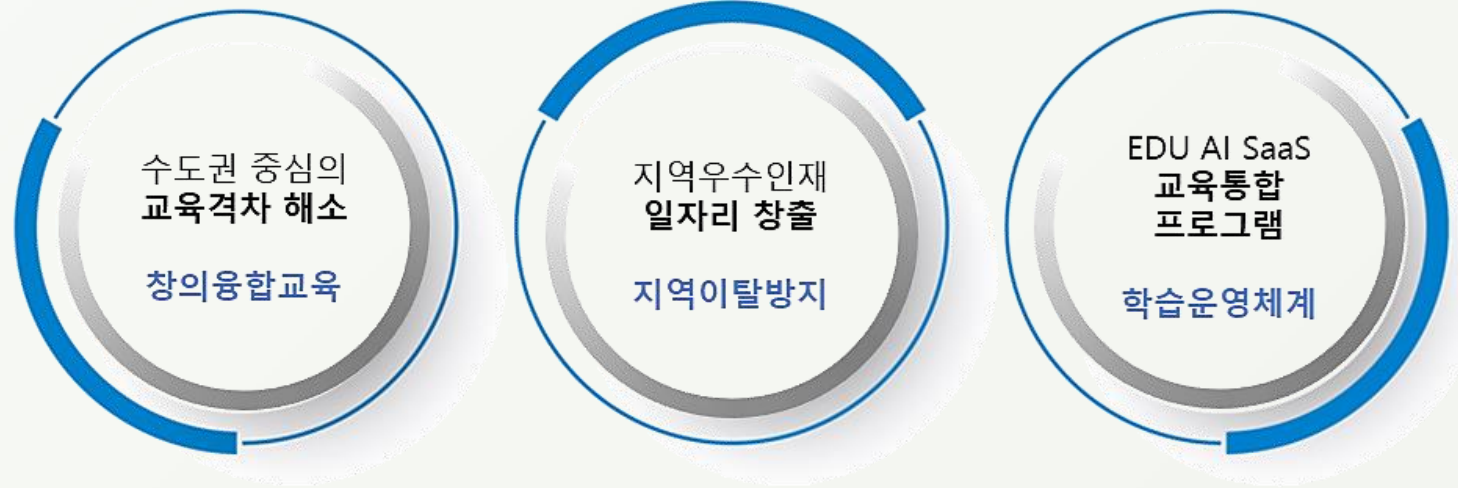 수도권 중심의
교육격차 해소
창의융합교육
지역우수인재
일자리 창출
지역이탈방지
EDU AI SaaS
교육통합
프로그램
학습운영체계